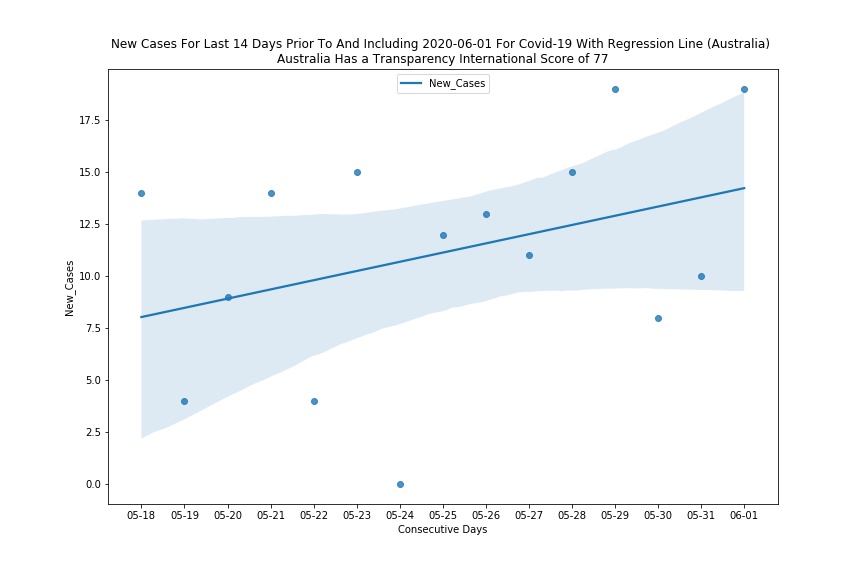 New Cases For Last 14 Days Prior To And Including 2020-06-01 For Covid-19 With Regression Line (Australia)
Australia Has a Transparency International Score of 77
New_Cases
17.5
15.0
12.5
10.0
7.5
5.0
2.5
0.0
New_Cases
05-18 05-19 05-20 05-21 05-22 05-23 05-24 05-25 05-26 05-27 05-28 05-29 05-30 05-31 06-01
Consecutive Days